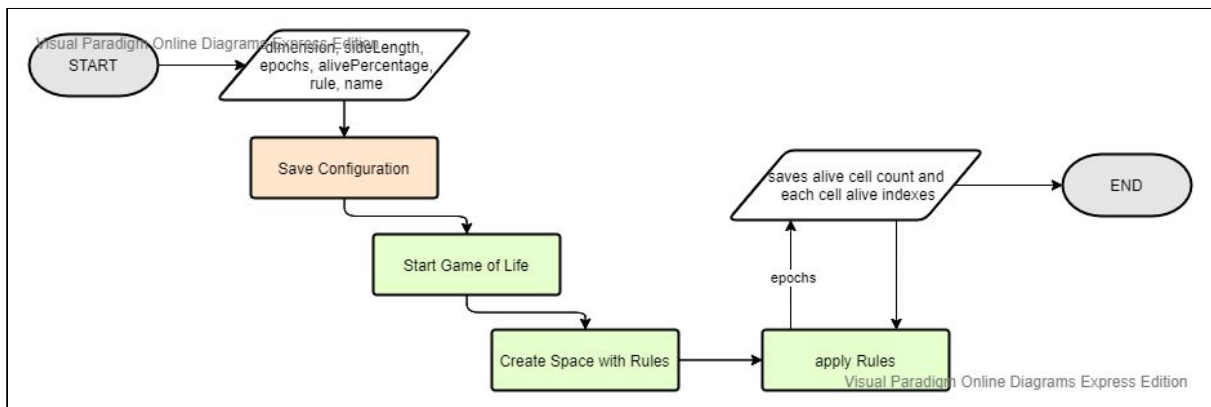 Visual Paradigm Online Diagrams Express Edition
START
dimension, sideLength,
epochs, alivePercentage,
rule, name
Save Configuration
Start Game of Life
Create Space with Rules
saves alive cell count and
each cell alive indexes
END
epochs
apply Rules
Visual Paradigm Online Diagrams Express Edition